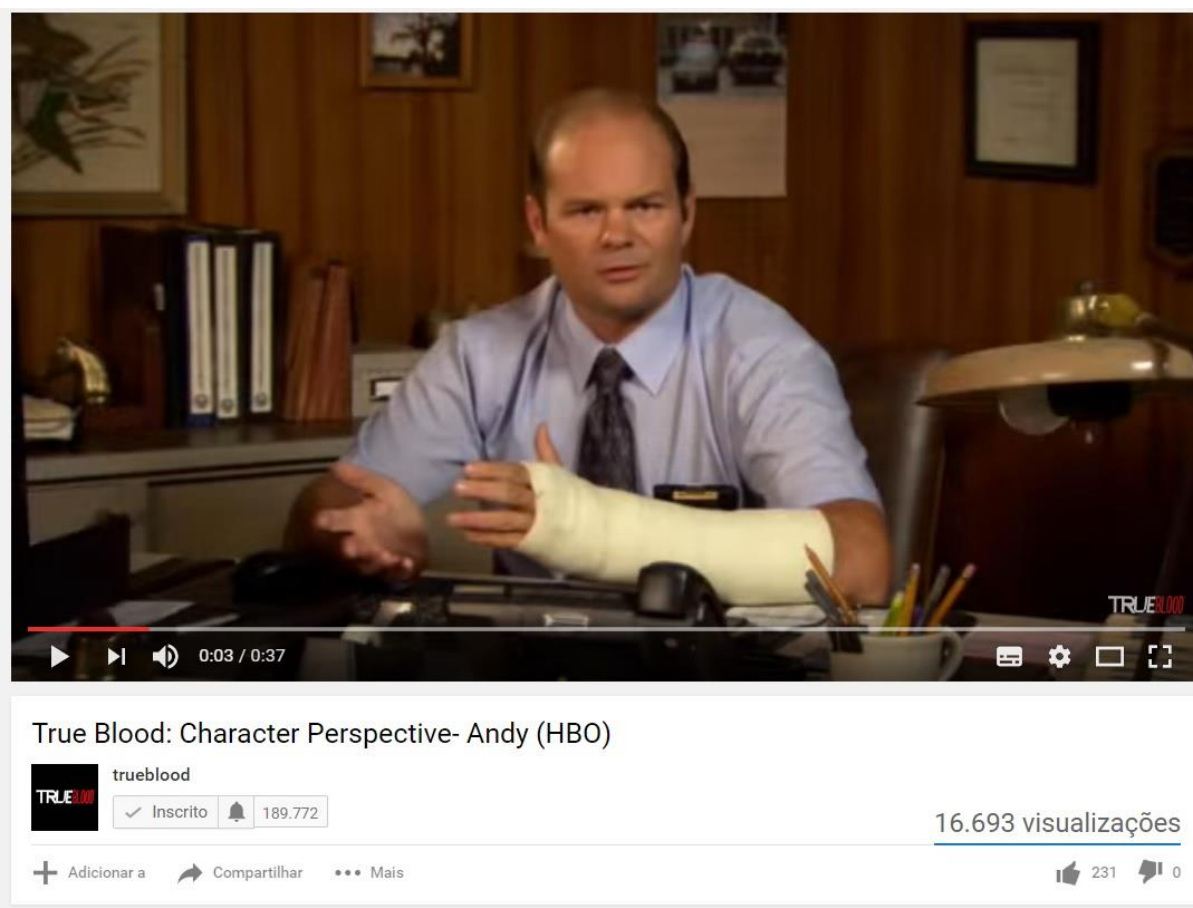 TRUEBLOOD
0:03 / 0:37
True Blood: Character Perspective- Andy (HBO)
TRUEBLOOD
trueblood
Inscrito 189.772
16.693 visualizações
Adicionar a Compartilhar Mais 231 0